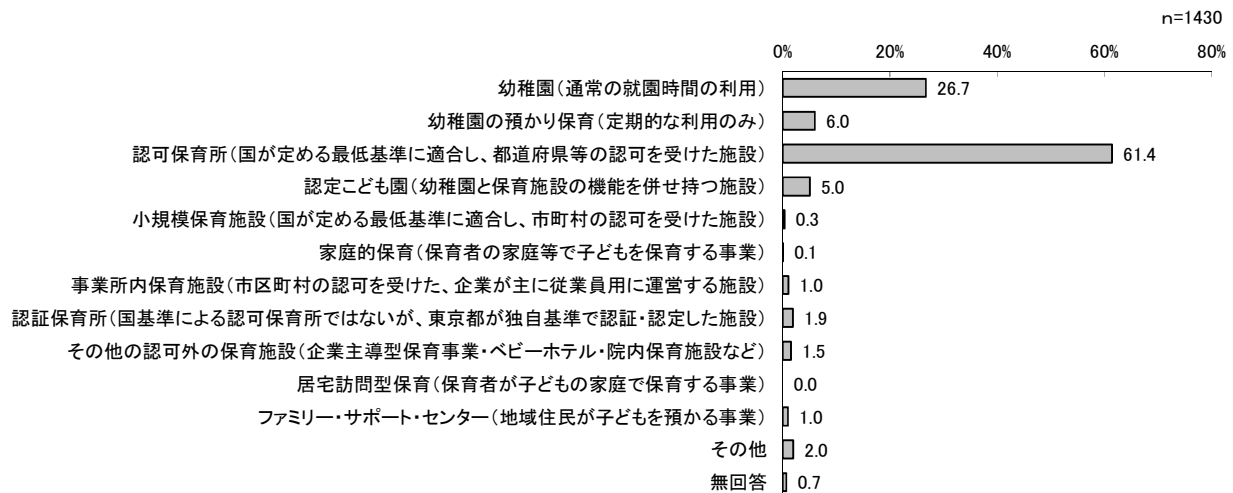 n=1430
0% 20% 40% 60% 80%
幼稚園(通常の就園時間の利用) 26.7
幼稚園の預かり保育(定期的な利用のみ) 6.0
認可保育所(国が定める最低基準に適合し、都道府県等の認可を受けた施設) 61.4
認定こども園(幼稚園と保育施設の機能を併せ持つ施設) 5.0
小規模保育施設(国が定める最低基準に適合し、市町村の認可を受けた施設) 0.3
家庭的保育(保育者の家庭等で子どもを保育する事業) 0.1
事業所内保育施設(市区町村の認可を受けた、企業が主に従業員用に運営する施設) 1.0
認証保育所(国基準による認可保育所ではないが、東京都が独自基準で認証・認定した施設) 1.9
その他の認可外の保育施設(企業主導型保育事業・ベビーホテル・院内保育施設など) 1.5
居宅訪問型保育(保育者が子どもの家庭で保育する事業) 0.0
ファミリー・サポート・センター(地域住民が子どもを預かる事業) 1.0
その他 2.0
無回答 0.7